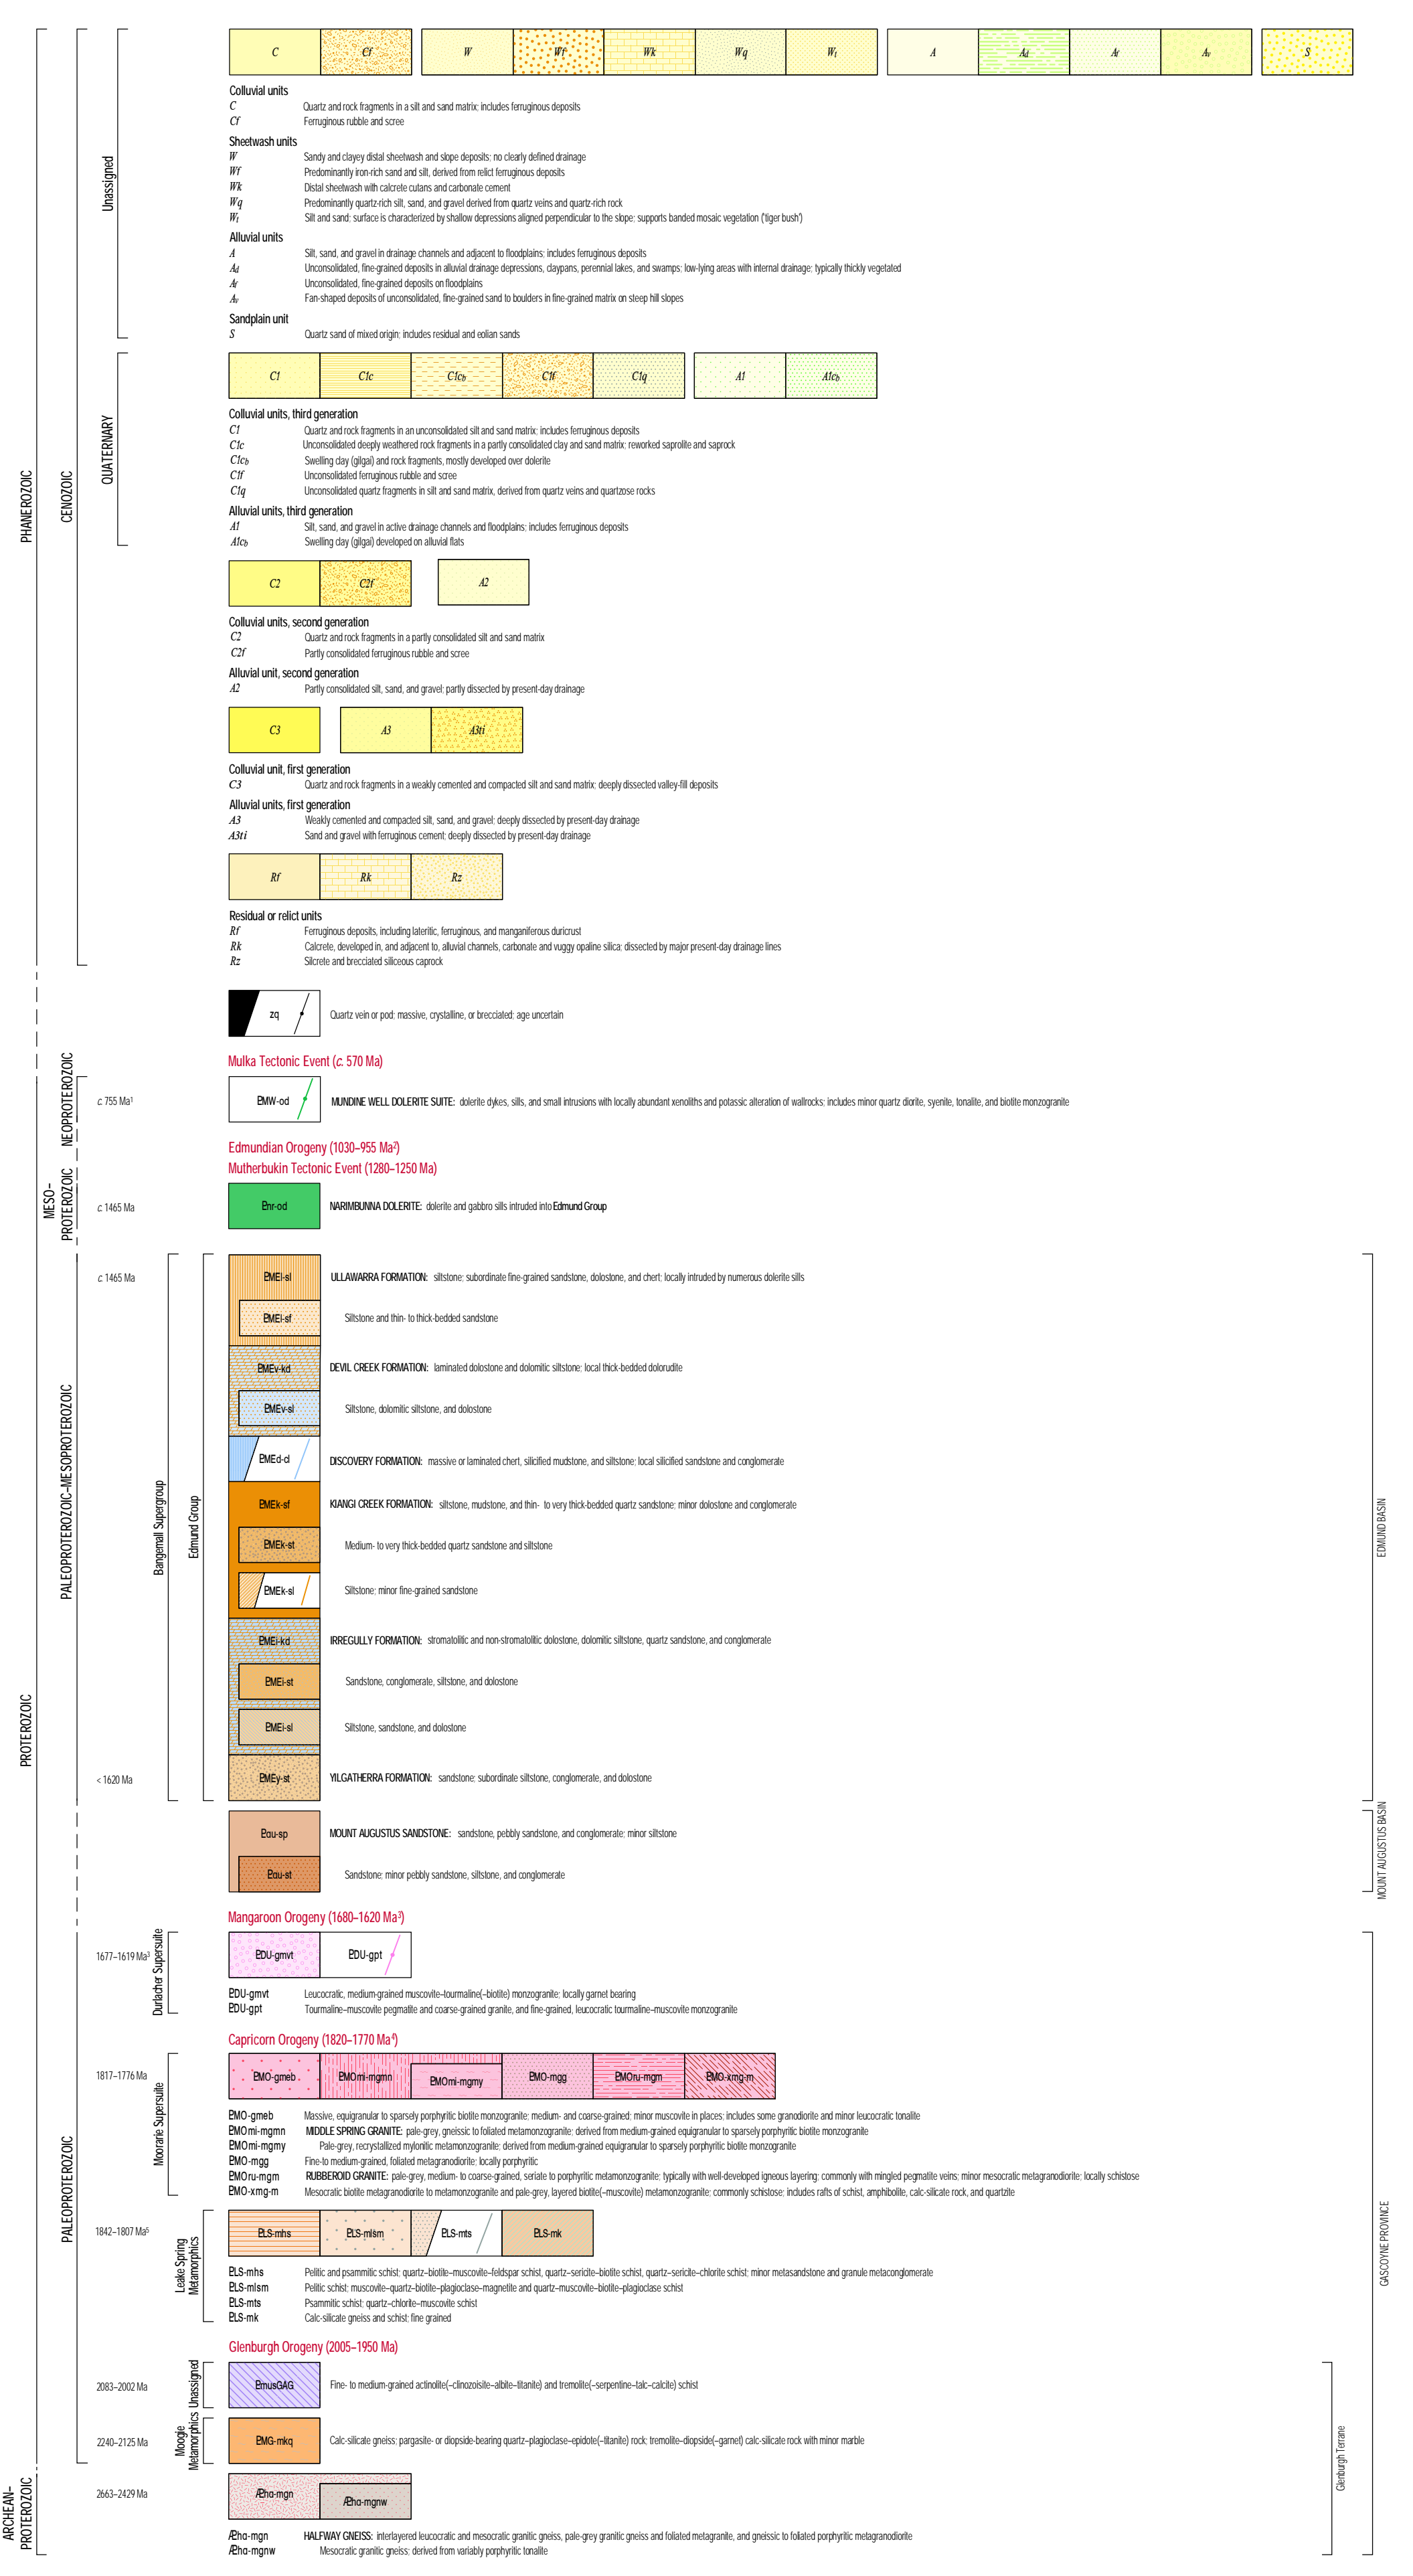 C Cf W Wf Wk Wq Wt A Ad Af Av S
Colluvial units
C Quartz and rock fragments in a silt and sand matrix; includes ferruginous deposits
Cf Ferruginous rubble and scree
Sheetwash units
W Sandy and clayey distal sheetwash and slope deposits; no clearly defined drainage
Wf Predominantly iron-rich sand and silt, derived from relict ferruginous deposits
Wk Distal sheetwash with calcrete cutans and carbonate cement
Wq Predominantly quartz-rich silt, sand, and gravel derived from quartz veins and quartz-rich rock
Wt Silt and sand; surface is characterized by shallow depressions aligned perpendicular to the slope; supports banded mosaic vegetation ('tiger bush')
Alluvial units
A Silt, sand, and gravel in drainage channels and adjacent to floodplains; includes ferruginous deposits
Ad Unconsolidated, fine-grained deposits in alluvial drainage depressions, claypans, perennial lakes, and swamps; low-lying areas with internal drainage; typically thickly vegetated
Af Unconsolidated, fine-grained deposits on floodplains
Av Fan-shaped deposits of unconsolidated, fine-grained sand to boulders in fine-grained matrix on steep hill slopes
Sandplain unit
S Quartz sand of mixed origin; includes residual and eolian sands
Unassigned
C1 C1c C1cb C1f C1q A1 A1cb
Colluvial units, third generation
C1 Quartz and rock fragments in an unconsolidated silt and sand matrix; includes ferruginous deposits
C1c Unconsolidated deeply weathered rock fragments in a partly consolidated clay and sand matrix; reworked saprolite and saprock
C1cb Swelling clay (gilgai) and rock fragments, mostly developed over dolerite
C1f Unconsolidated ferruginous rubble and scree
C1q Unconsolidated quartz fragments in silt and sand matrix, derived from quartz veins and quartzose rocks
Alluvial units, third generation
A1 Silt, sand, and gravel in active drainage channels and floodplains; includes ferruginous deposits
A1cb Swelling clay (gilgai) developed on alluvial flats
QUATERNARY
CENOZOIC
PHANEROZOIC
C2 C2f A2
Colluvial units, second generation
C2 Quartz and rock fragments in a partly consolidated silt and sand matrix
C2f Partly consolidated ferruginous rubble and scree
Alluvial unit, second generation
A2 Partly consolidated silt, sand, and gravel; partly dissected by present-day drainage
C3 A3 A3ti
Colluvial unit, first generation
C3 Quartz and rock fragments in a weakly cemented and compacted silt and sand matrix; deeply dissected valley-fill deposits
Alluvial units, first generation
A3 Weakly cemented and compacted silt, sand, and gravel; deeply dissected by present-day drainage
A3ti Sand and gravel with ferruginous cement; deeply dissected by present-day drainage
Rf Rk Rz
Residual or relict units
Rf Ferruginous deposits, including lateritic, ferruginous, and manganiferous duricrust
Rk Calcrete, developed in, and adjacent to, alluvial channels, carbonate and vuggy opaline silica; dissected by major present-day drainage lines
Rz Silcrete and brecciated siliceous caprock
zq Quartz vein or pod; massive, crystalline, or brecciated; age uncertain
Mulka Tectonic Event (c. 570 Ma)
NEOPROTEROZOIC
c. 755 Ma¹ PMW-od MUNDINE WELL DOLERITE SUITE: dolerite dykes, sills, and small intrusions with locally abundant xenoliths and potassic alteration of wallrocks; includes minor quartz diorite, syenite, tonalite, and biotite monzogranite
Edmundian Orogeny (1030–955 Ma²)
Mutherbukin Tectonic Event (1280–1250 Ma)
MESO–
PROTEROZOIC
c. 1465 Ma Pnr-od NARIMBUNNA DOLERITE: dolerite and gabbro sills intruded into Edmund Group
c. 1465 Ma PMEl-sl ULLAWARRA FORMATION: siltstone; subordinate fine-grained sandstone, dolostone, and chert; locally intruded by numerous dolerite sills
PMEl-sf Siltstone and thin- to thick-bedded sandstone
PMEv-kd DEVIL CREEK FORMATION: laminated dolostone and dolomitic siltstone; local thick-bedded dolorudite
PMEv-sl Siltstone, dolomitic siltstone, and dolostone
PMEd-cl DISCOVERY FORMATION: massive or laminated chert, silicified mudstone, and siltstone; local silicified sandstone and conglomerate
PMEk-sf KIANGI CREEK FORMATION: siltstone, mudstone, and thin- to very thick-bedded quartz sandstone; minor dolostone and conglomerate
PMEk-st Medium- to very thick-bedded quartz sandstone and siltstone
PMEk-sl Siltstone; minor fine-grained sandstone
PMEi-kd IRREGULLY FORMATION: stromatolitic and non-stromatolitic dolostone, dolomitic siltstone, quartz sandstone, and conglomerate
PMEi-st Sandstone, conglomerate, siltstone, and dolostone
PMEi-sl Siltstone, sandstone, and dolostone
< 1620 Ma PMEy-st YILGATHERRA FORMATION: sandstone; subordinate siltstone, conglomerate, and dolostone
PALEOPROTEROZOIC–MESOPROTEROZOIC
Bangemall Supergroup
Edmund Group
EDMUND BASIN
PROTEROZOIC
Pau-sp MOUNT AUGUSTUS SANDSTONE: sandstone, pebbly sandstone, and conglomerate; minor siltstone
Pau-st Sandstone; minor pebbly sandstone, siltstone, and conglomerate
MOUNT AUGUSTUS BASIN
Mangaroon Orogeny (1680–1620 Ma³)
1677–1619 Ma³ PDU-gmvt PDU-gpt
Durlacher Supersuite
PDU-gmvt Leucocratic, medium-grained muscovite–tourmaline(–biotite) monzogranite; locally garnet bearing
PDU-gpt Tourmaline–muscovite pegmatite and coarse-grained granite, and fine-grained, leucocratic tourmaline–muscovite monzogranite
Capricorn Orogeny (1820–1770 Ma⁴)
1817–1776 Ma PMO-gmeb PMOmi-mgmn PMOmi-mgmy PMO-mgg PMOru-mgm PMO-xmg-m
Moorarie Supersuite
PMO-gmeb Massive, equigranular to sparsely porphyritic biotite monzogranite; medium- and coarse-grained; minor muscovite in places; includes some granodiorite and minor leucocratic tonalite
PMOmi-mgmn MIDDLE SPRING GRANITE: pale-grey, gneissic to foliated metamonzogranite; derived from medium-grained equigranular to sparsely porphyritic biotite monzogranite
PMOmi-mgmy Pale-grey, recrystallized mylonitic metamonzogranite; derived from medium-grained equigranular to sparsely porphyritic biotite monzogranite
PMO-mgg Fine-to medium-grained, foliated metagranodiorite; locally porphyritic
PMOru-mgm RUBBEROID GRANITE: pale-grey, medium- to coarse-grained, seriate to porphyritic metamonzogranite; typically with well-developed igneous layering; commonly with mingled pegmatite veins; minor mesocratic metagranodiorite; locally schistose
PMO-xmg-m Mesocratic biotite metagranodiorite to metamonzogranite and pale-grey, layered biotite(–muscovite) metamonzogranite; commonly schistose; includes rafts of schist, amphibolite, calc-silicate rock, and quartzite
PALEOPROTEROZOIC
1842–1807 Ma⁵ PLS-mhs PLS-mlsm PLS-mts PLS-mk
Leake Spring
Metamorphics
PLS-mhs Pelitic and psammitic schist; quartz–biotite–muscovite–feldspar schist, quartz–sericite–biotite schist, quartz–sericite–chlorite schist; minor metasandstone and granule metaconglomerate
PLS-mlsm Pelitic schist; muscovite–quartz–biotite–plagioclase–magnetite and quartz–muscovite–biotite–plagioclase schist
PLS-mts Psammitic schist; quartz–chlorite–muscovite schist
PLS-mk Calc-silicate gneiss and schist; fine grained
GASCOYNE PROVINCE
Glenburgh Orogeny (2005–1950 Ma)
Unassigned
2083–2002 Ma PmusGAG Fine- to medium-grained actinolite(–clinozoisite–albite–titanite) and tremolite(–serpentine–talc–calcite) schist
Moogie
Metamorphics
2240–2125 Ma PMG-mkq Calc-silicate gneiss; pargasite- or diopside-bearing quartz–plagioclase–epidote(–titanite) rock; tremolite–diopside(–garnet) calc-silicate rock with minor marble
2663–2429 Ma APha-mgn APha-mgnw
ARCHEAN–
PROTEROZOIC
Glenburgh Terrane
APha-mgn HALFWAY GNEISS: interlayered leucocratic and mesocratic granitic gneiss, pale-grey granitic gneiss and foliated metagranite, and gneissic to foliated porphyritic metagranodiorite
APha-mgnw Mesocratic granitic gneiss; derived from variably porphyritic tonalite